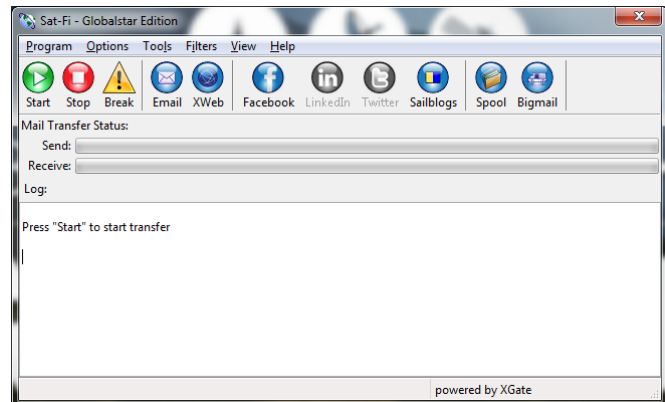 Sat-Fi - Globalstar Edition
Program Options Tools Filters View Help
Start Stop Break Email XWeb Facebook LinkedIn Twitter Sailblogs Spool Bigmail
Mail Transfer Status:
Send:
Receive:
Log:
Press "Start" to start transfer
powered by XGate